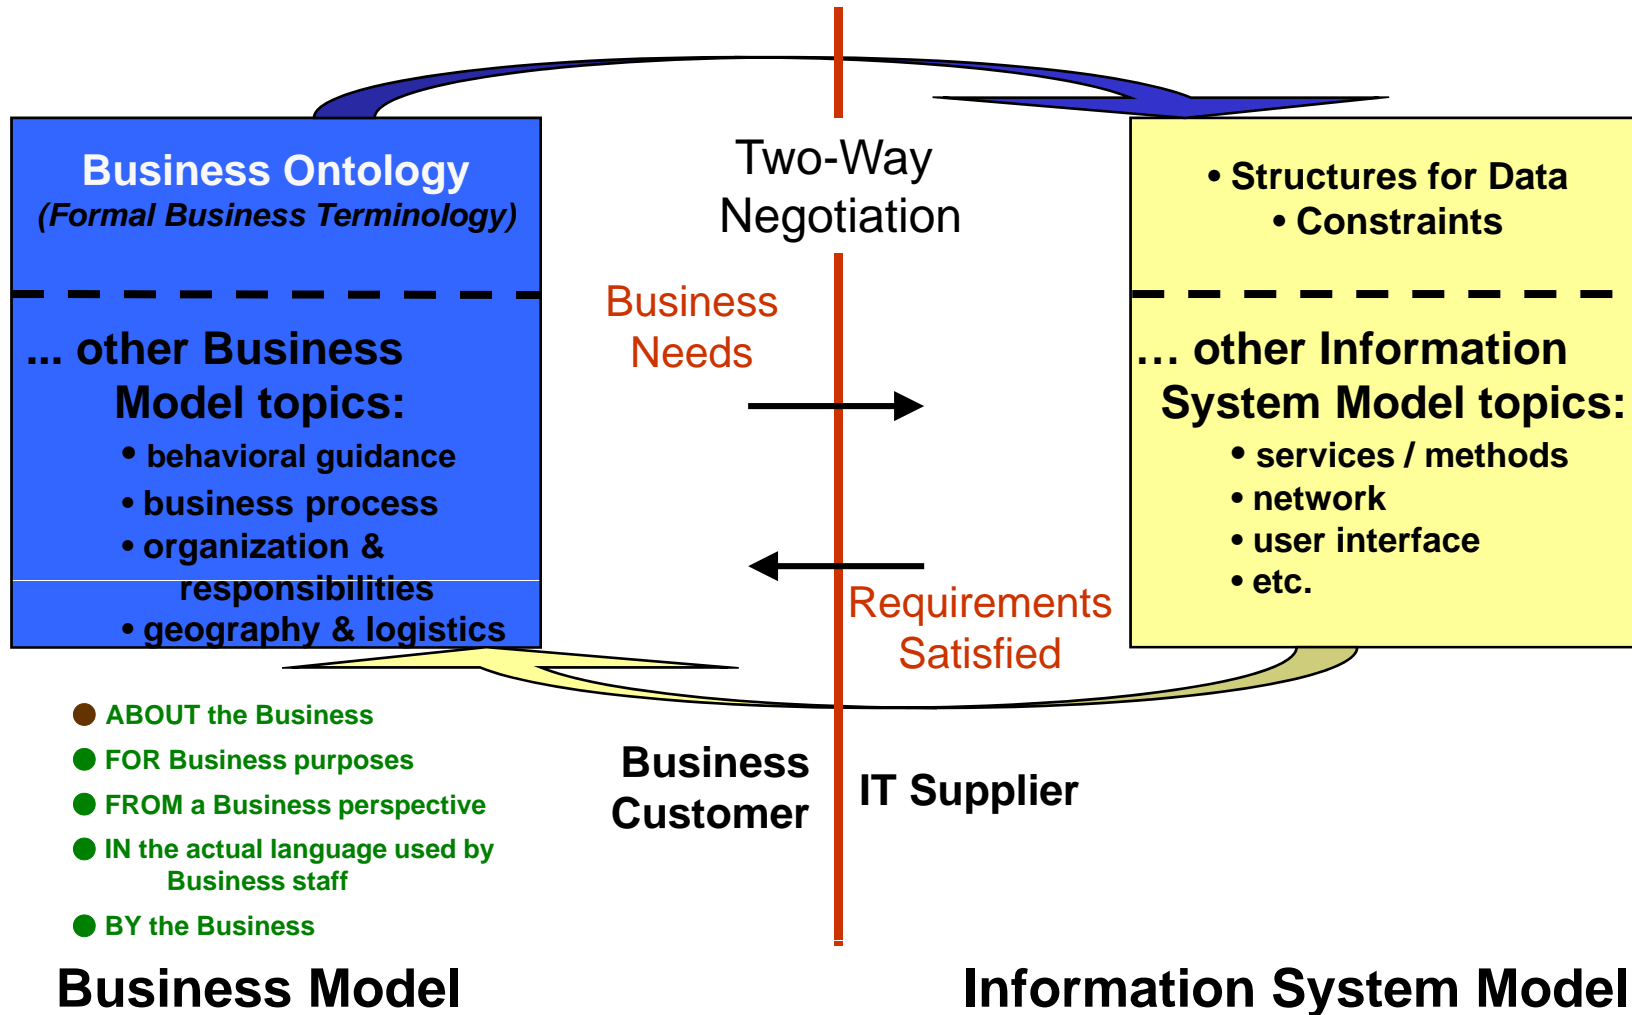 Business Ontology
(Formal Business Terminology)
... other Business
Model topics:
• behavioral guidance
• business process
• organization &
responsibilities
• geography & logistics
Two-Way
Negotiation
Business
Needs
Requirements
Satisfied
• Structures for Data
• Constraints
… other Information
System Model topics:
• services / methods
• network
• user interface
• etc.
● ABOUT the Business
● FOR Business purposes
● FROM a Business perspective
● IN the actual language used by
Business staff
● BY the Business
Business
Customer
IT Supplier
Business Model
Information System Model